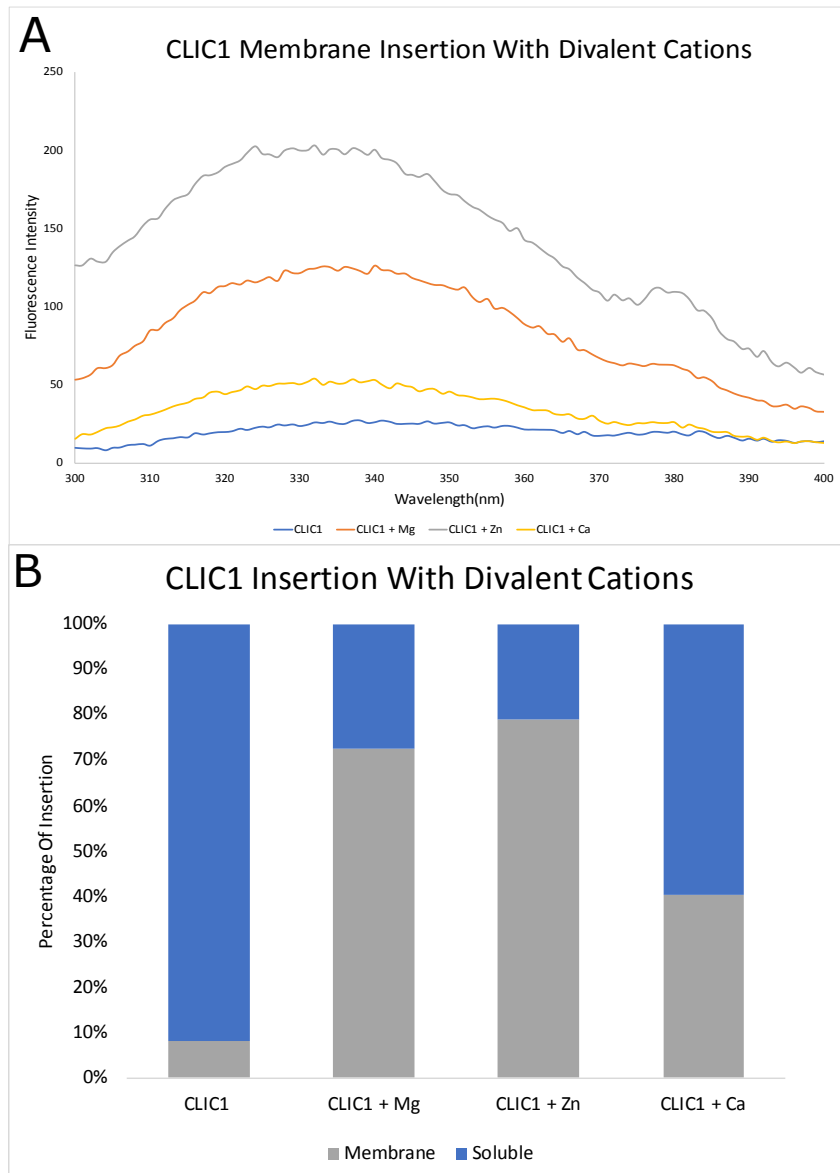 A
CLIC1 Membrane Insertion With Divalent Cations
250
200
150
100
50
0
Fluorescence Intensity
300 310 320 330 340 350 360 370 380 390 400
Wavelength(nm)
CLIC1 CLIC1 + Mg CLIC1 + Zn CLIC1 + Ca
B
CLIC1 Insertion With Divalent Cations
100%
90%
80%
70%
60%
50%
40%
30%
20%
10%
0%
Percentage Of Insertion
CLIC1 CLIC1 + Mg CLIC1 + Zn CLIC1 + Ca
Membrane Soluble